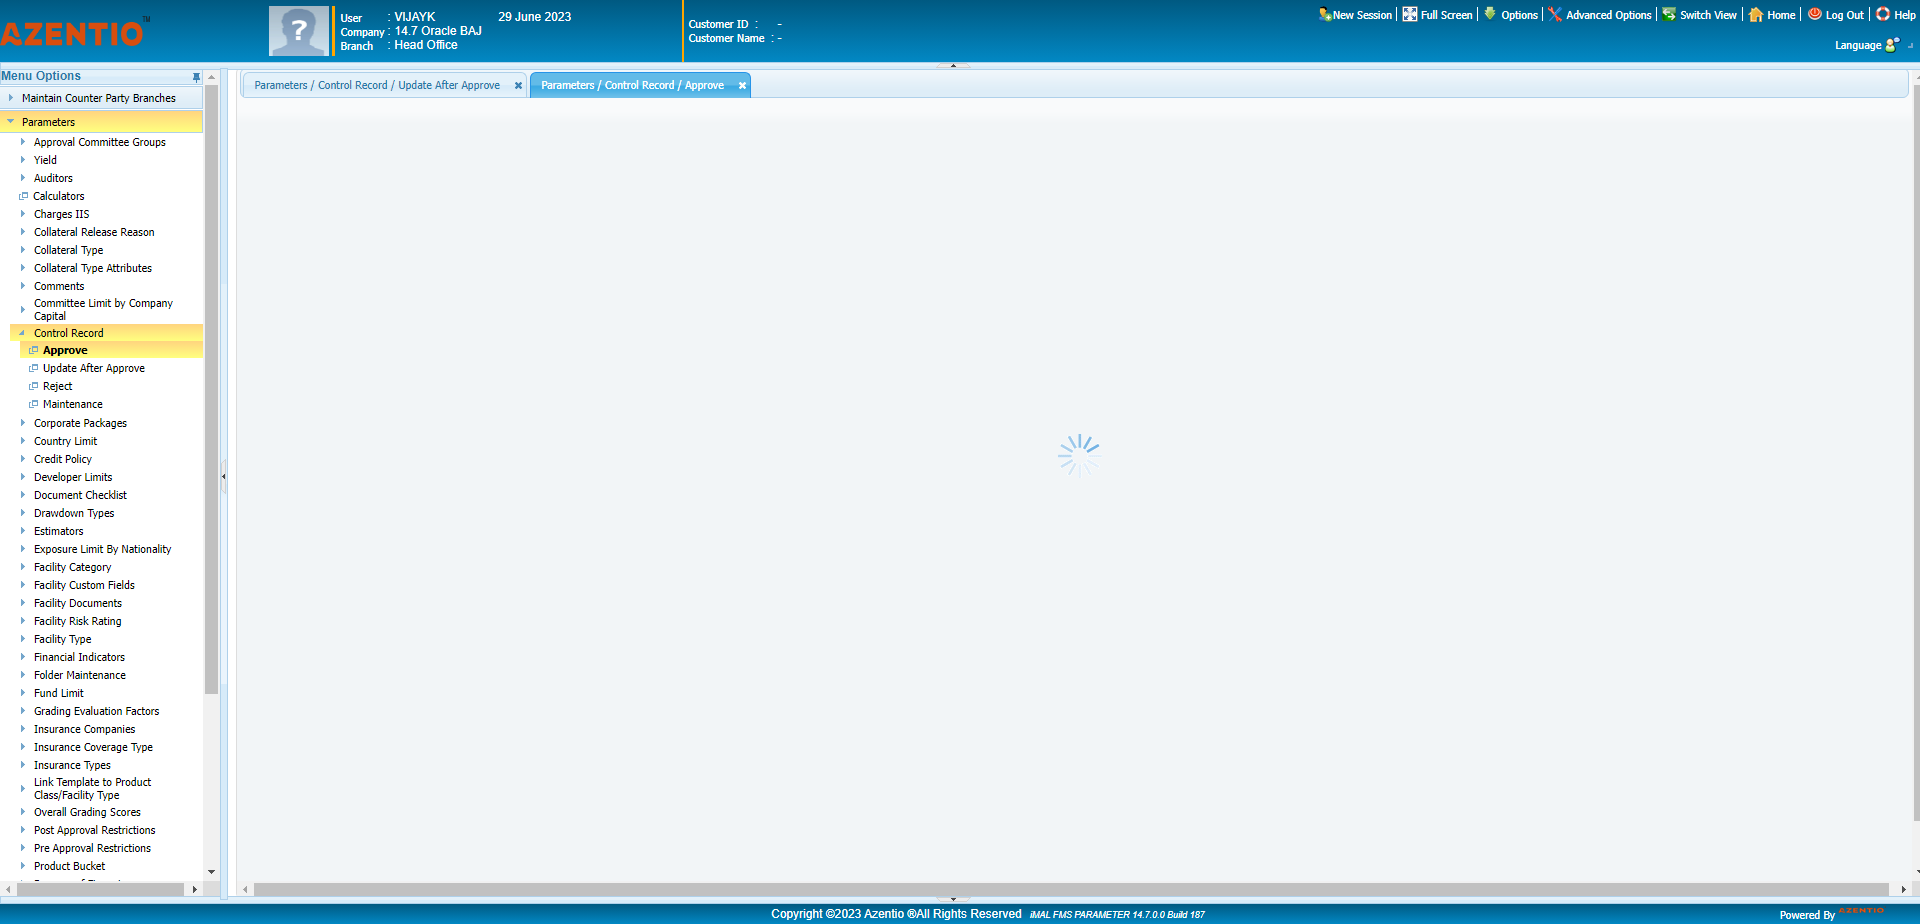 AZENTIO™
User : VIJAYK 29 June 2023
Company : 14.7 Oracle BAJ
Branch : Head Office
Customer ID : -
Customer Name : -
New Session Full Screen Options Advanced Options Switch View Home Log Out Help
Language
Menu Options
Maintain Counter Party Branches
Parameters
Approval Committee Groups
Yield
Auditors
Calculators
Charges IIS
Collateral Release Reason
Collateral Type
Collateral Type Attributes
Comments
Committee Limit by Company
Capital
Control Record
Approve
Update After Approve
Reject
Maintenance
Corporate Packages
Country Limit
Credit Policy
Developer Limits
Document Checklist
Drawdown Types
Estimators
Exposure Limit By Nationality
Facility Category
Facility Custom Fields
Facility Documents
Facility Risk Rating
Facility Type
Financial Indicators
Folder Maintenance
Fund Limit
Grading Evaluation Factors
Insurance Companies
Insurance Coverage Type
Insurance Types
Link Template to Product
Class/Facility Type
Overall Grading Scores
Post Approval Restrictions
Pre Approval Restrictions
Product Bucket
Parameters / Control Record / Update After Approve
Parameters / Control Record / Approve
Copyright ©2023 Azentio ®All Rights Reserved iMAL FMS PARAMETER 14.7.0.0 Build 187
Powered By AZENTIO